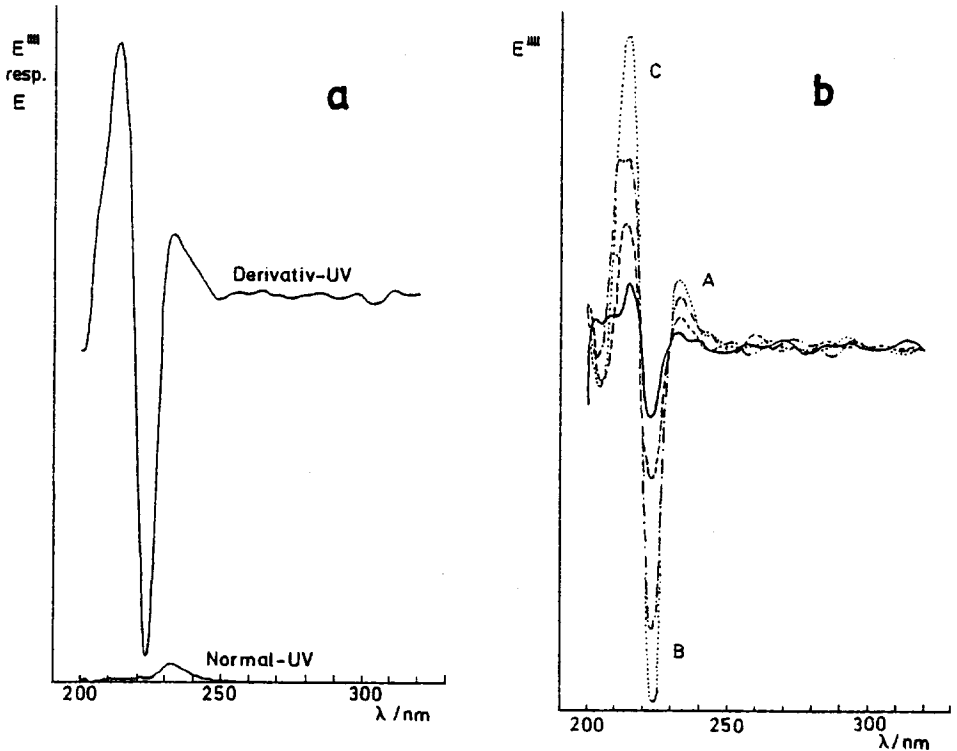 E''''
resp.
E
a
Derivativ-UV
Normal-UV
200
250
300
λ/nm
E''''
b
C
A
B
200
250
300
λ/nm